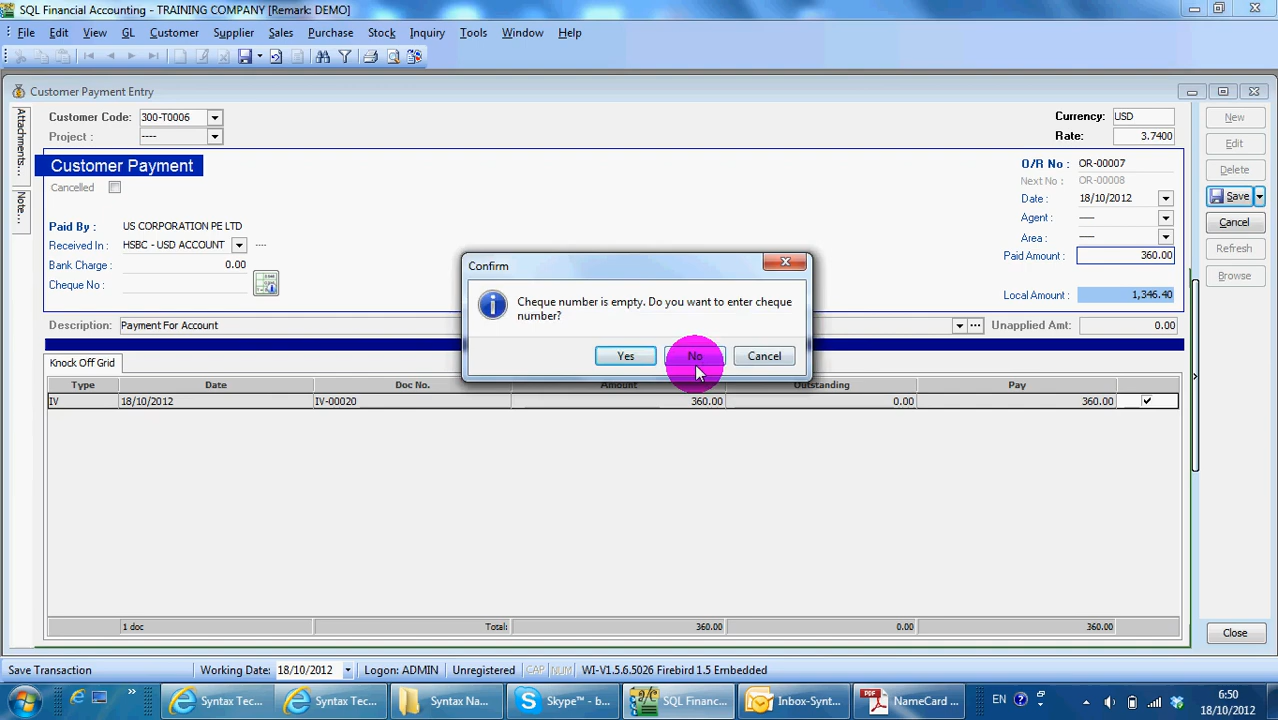 SQL Financial Accounting - TRAINING COMPANY [Remark: DEMO]
File Edit View GL Customer Supplier Sales Purchase Stock Inquiry Tools Window Help
Customer Payment Entry
Attachments...
Note...
Customer Code: 300-T0006
Currency: USD
New
Project : ----
Rate: 3.7400
Edit
Customer Payment
O/R No : OR-00007
Delete
Cancelled
Next No : OR-00008
Date : 18/10/2012
Save
Paid By : US CORPORATION PE LTD
Agent : ----
Cancel
Received In : HSBC - USD ACCOUNT ----
Area : ----
Bank Charge : 0.00
Paid Amount : 360.00
Refresh
Cheque No :
Browse
Local Amount : 1,346.40
Confirm
Cheque number is empty. Do you want to enter cheque
number?
Yes No Cancel
Description: Payment For Account
Unapplied Amt: 0.00
Knock Off Grid
Type Date Doc No. Amount Outstanding Pay
IV 18/10/2012 IV-00020 360.00 0.00 360.00
1 doc Total: 360.00 0.00 360.00
Close
Save Transaction Working Date: 18/10/2012 Logon: ADMIN Unregistered CAP NUM WI-V1.5.6.5026 Firebird 1.5 Embedded
Syntax Tec... Syntax Tec... Syntax Na... Skype™ - b... SQL Financ... Inbox-Synt... NameCard ... EN 6:50
18/10/2012